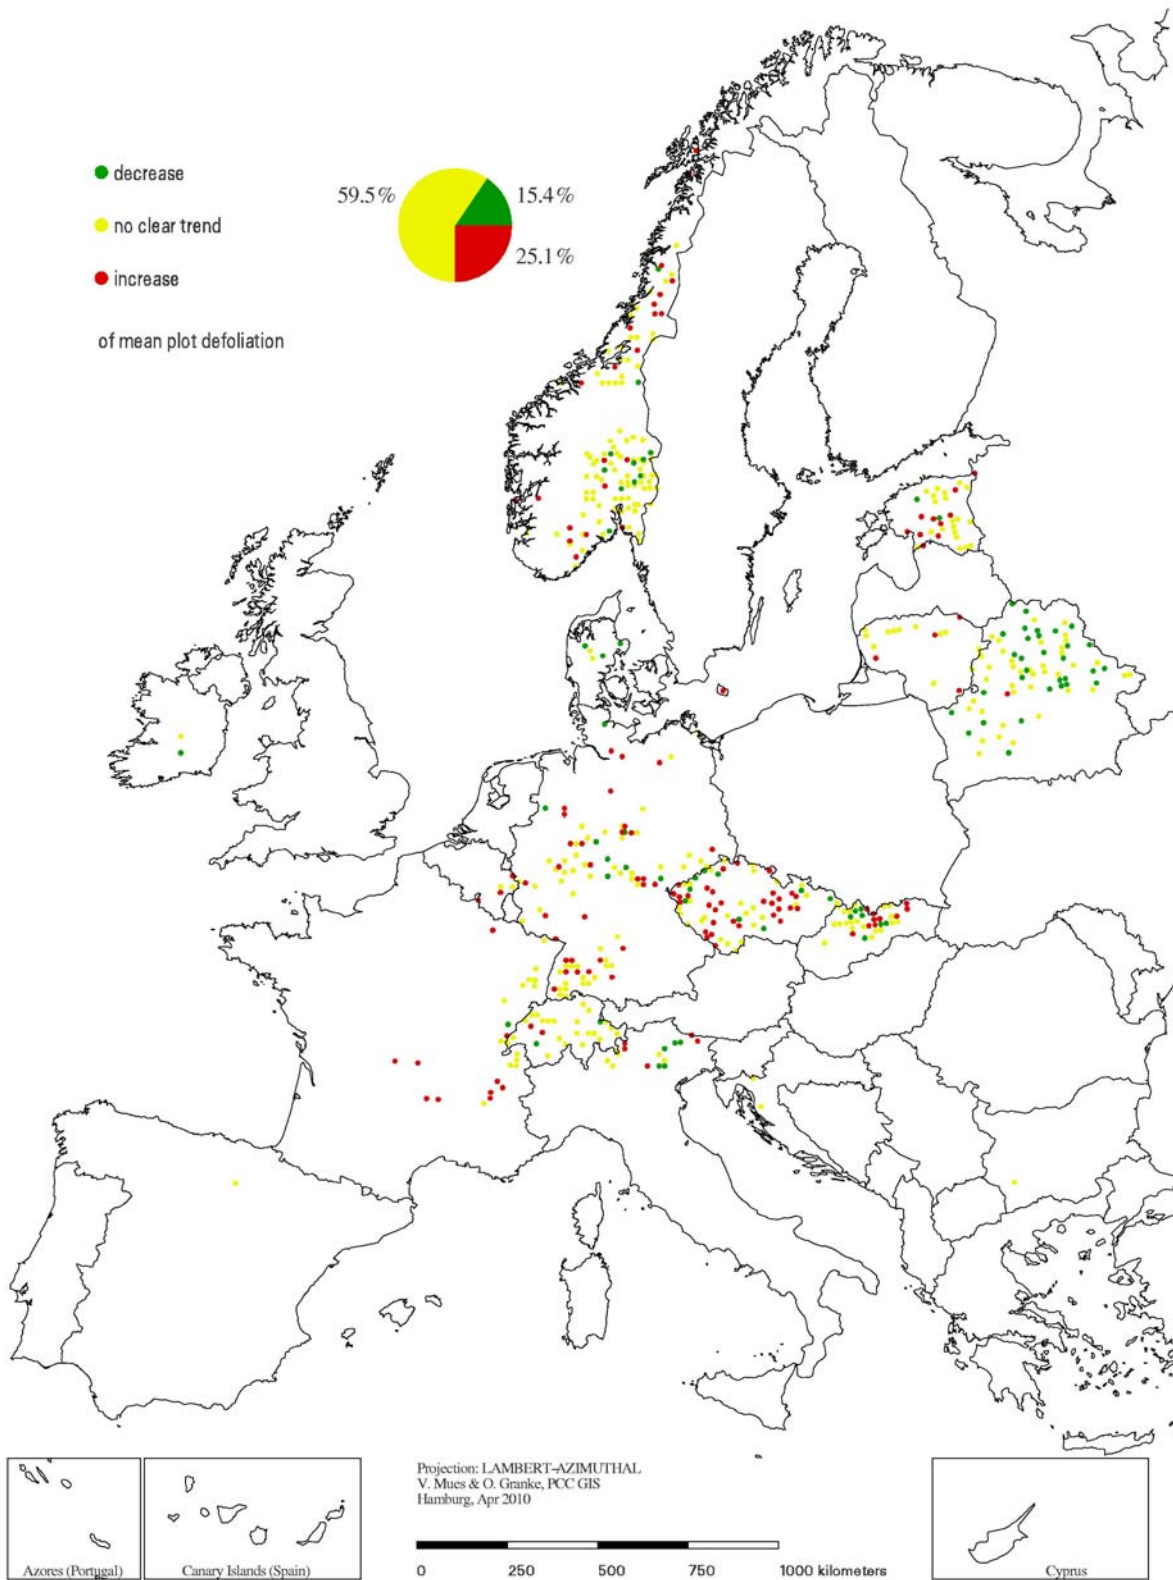 decrease
59.5%
15.4%
no clear trend
25.1%
increase
of mean plot defoliation
Projection: LAMBERT-AZIMUTHAL
V. Mues & O. Granke, PCC GIS
Hamburg, Apr 2010
0 250 500 750 1000 kilometers
Azores (Portugal)
Canary Islands (Spain)
Cyprus